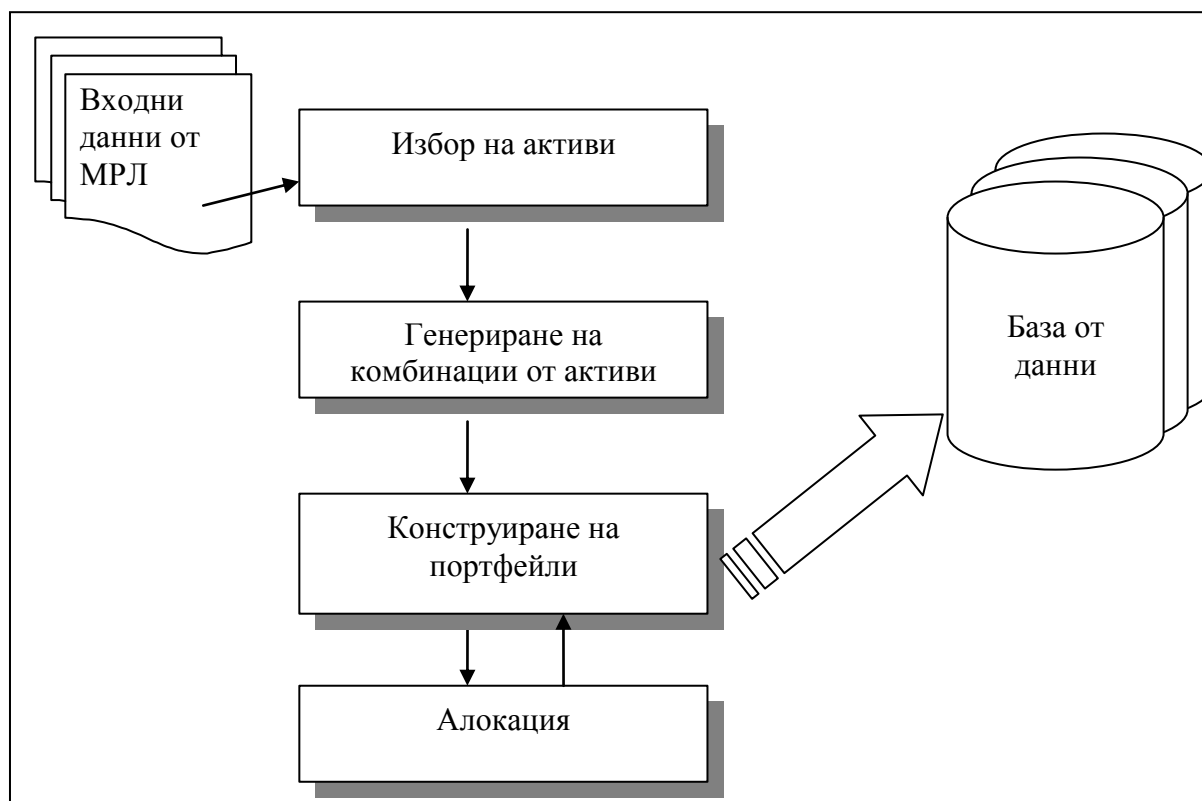 Входни
данни от
МРЛ
Избор на активи
Генериране на
комбинации от активи
Конструиране на
портфейли
Алокация
База от
данни